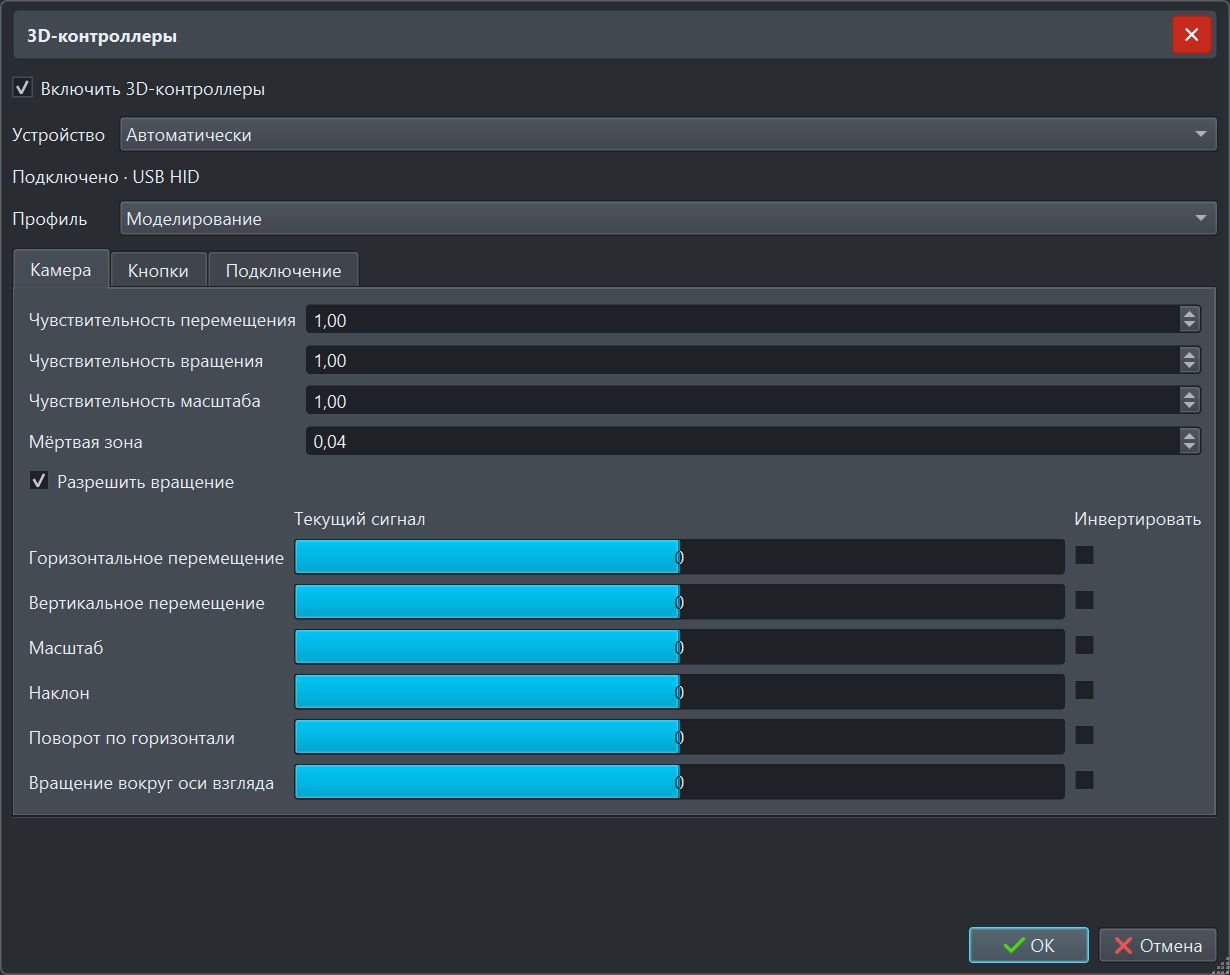 3D-контроллеры
Включить 3D-контроллеры
Устройство Автоматически
Подключено · USB HID
Профиль Моделирование
Камера Кнопки Подключение
Чувствительность перемещения 1,00
Чувствительность вращения 1,00
Чувствительность масштаба 1,00
Мёртвая зона 0,04
Разрешить вращение
Текущий сигнал Инвертировать
Горизонтальное перемещение 0
Вертикальное перемещение 0
Масштаб 0
Наклон 0
Поворот по горизонтали 0
Вращение вокруг оси взгляда 0
OK Отмена